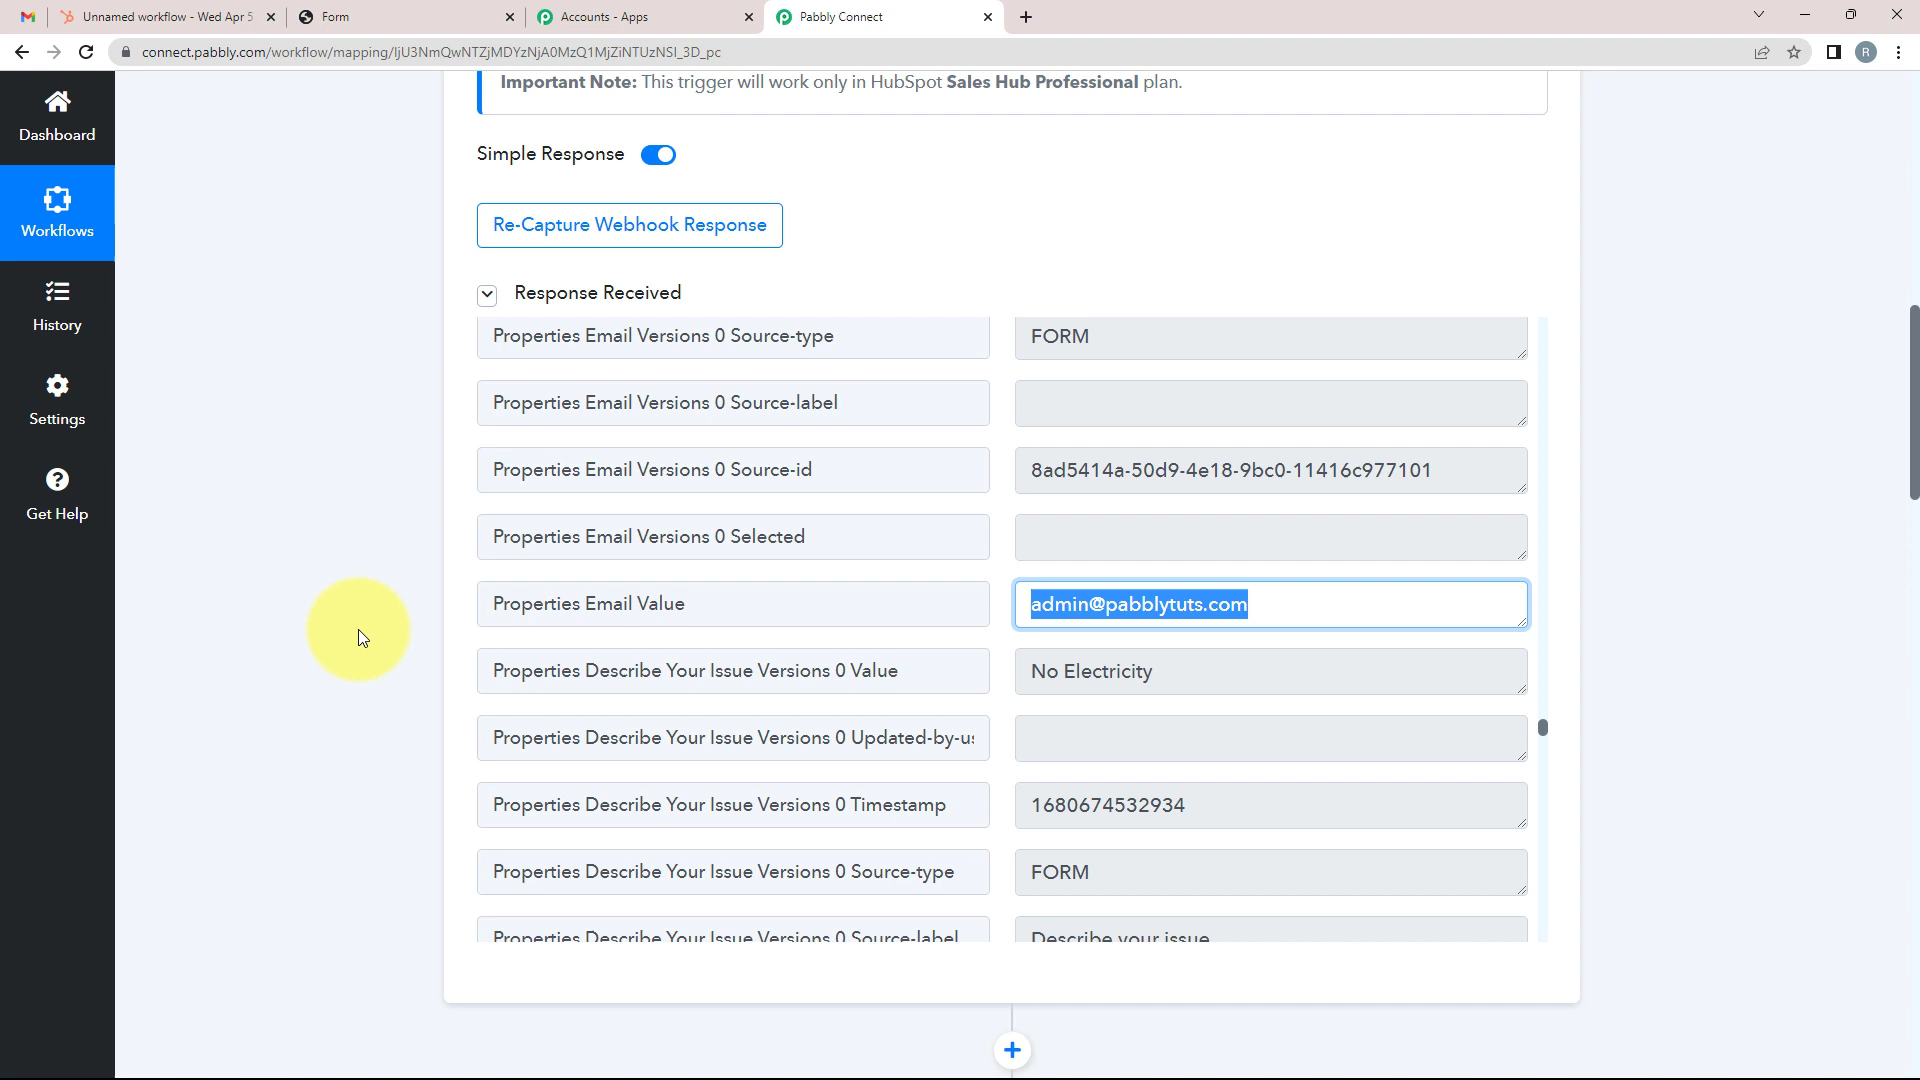 Unnamed workflow - Wed Apr 5
Form
Accounts - Apps
Pabbly Connect
connect.pabbly.com/workflow/mapping/IjU3NmQwNTZjMDYzNjA0MzQ1MjZiNTUzNSI_3D_pc
R
Dashboard
Workflows
History
Settings
Get Help
Important Note: This trigger will work only in HubSpot Sales Hub Professional plan.
Simple Response
Re-Capture Webhook Response
Response Received
Properties Email Versions 0 Source-type
FORM
Properties Email Versions 0 Source-label
Properties Email Versions 0 Source-id
8ad5414a-50d9-4e18-9bc0-11416c977101
Properties Email Versions 0 Selected
Properties Email Value
admin@pabblytuts.com
Properties Describe Your Issue Versions 0 Value
No Electricity
Properties Describe Your Issue Versions 0 Updated-by-us
Properties Describe Your Issue Versions 0 Timestamp
1680674532934
Properties Describe Your Issue Versions 0 Source-type
FORM
Properties Describe Your Issue Versions 0 Source-label
Describe your issue